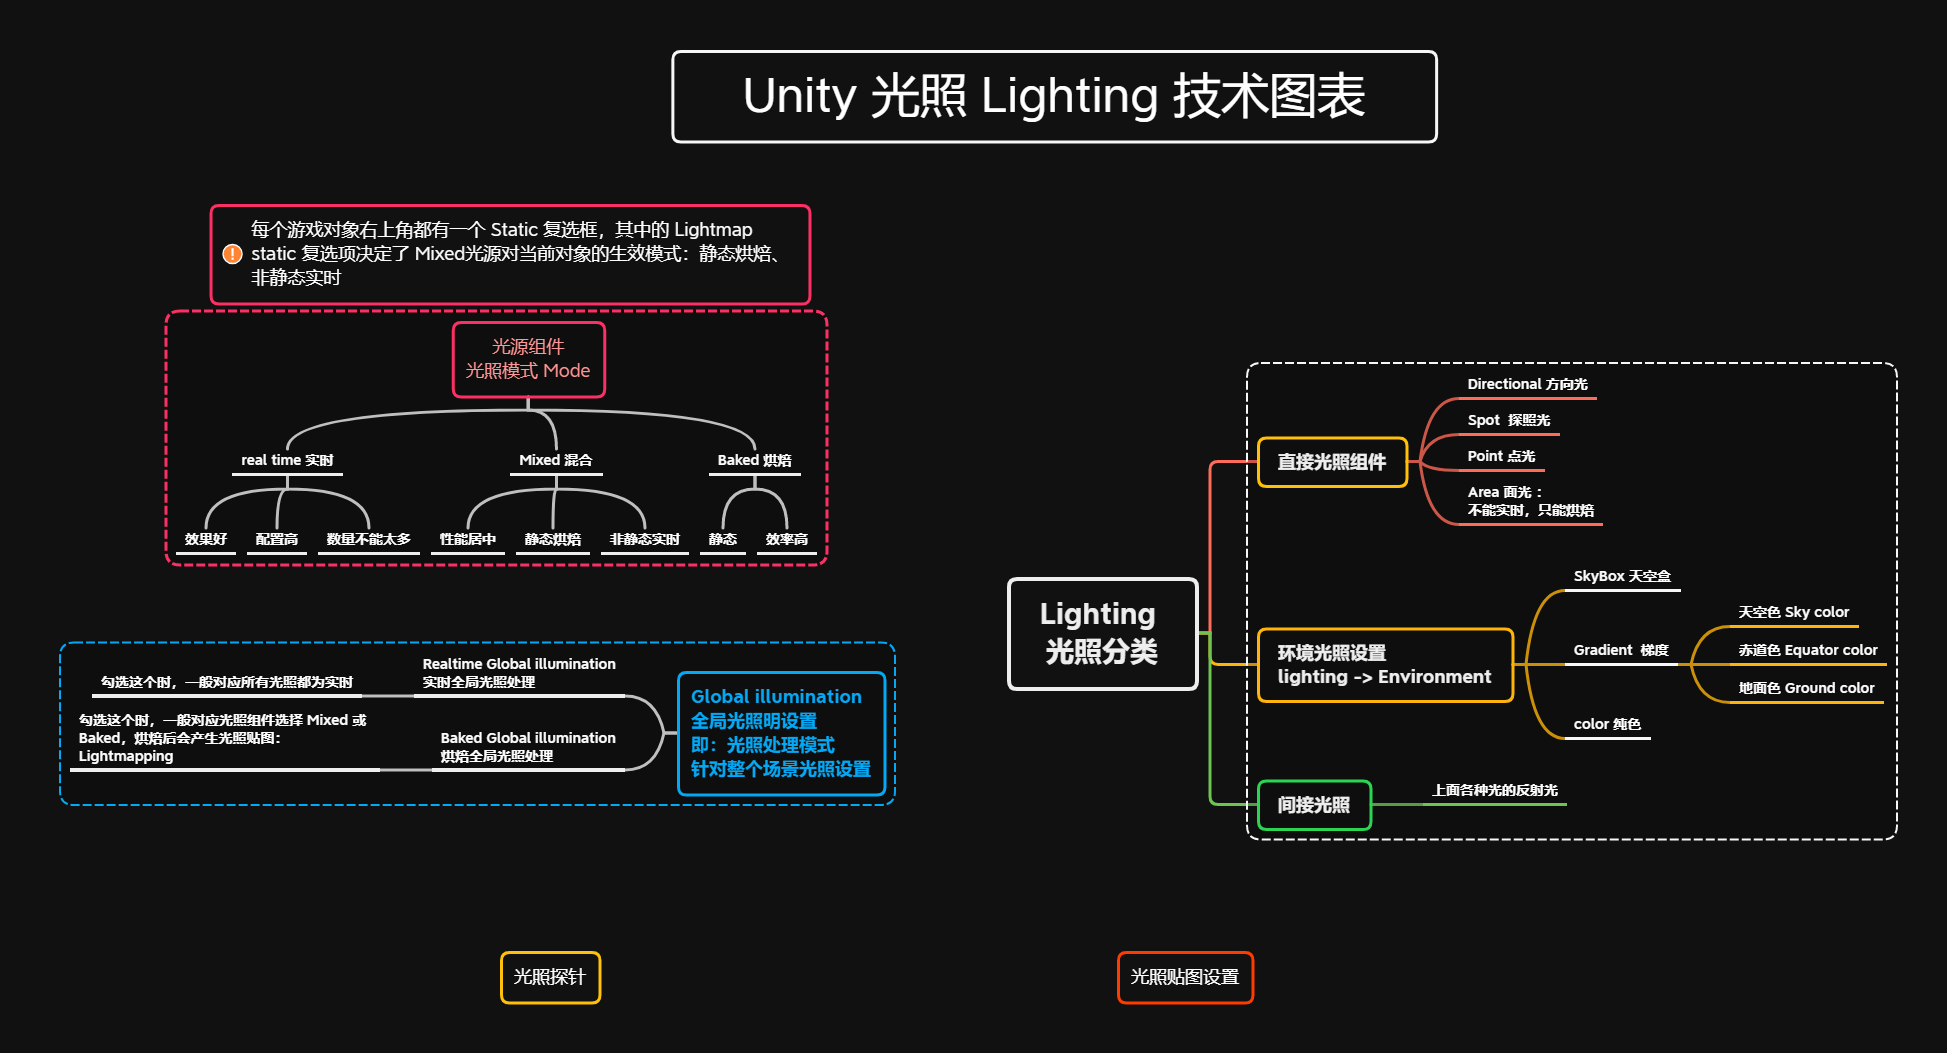 Unity 光照 Lighting 技术图表
每个游戏对象右上角都有一个 Static 复选框，其中的 Lightmap
static 复选项决定了 Mixed光源对当前对象的生效模式：静态烘焙、
非静态实时
光源组件
光照模式 Mode
real time 实时
Mixed 混合
Baked 烘焙
效果好
配置高
数量不能太多
性能居中
静态烘焙
非静态实时
静态
效率高
Global illumination
全局光照明设置
即：光照处理模式
针对整个场景光照设置
Realtime Global illumination
实时全局光照处理
勾选这个时，一般对应所有光照都为实时
Baked Global illumination
烘焙全局光照处理
勾选这个时，一般对应光照组件选择 Mixed 或
Baked，烘焙后会产生光照贴图：
Lightmapping
Lighting
光照分类
直接光照组件
Directional 方向光
Spot 探照光
Point 点光
Area 面光：
不能实时，只能烘焙
环境光照设置
lighting -> Environment
SkyBox 天空盒
Gradient 梯度
天空色 Sky color
赤道色 Equator color
地面色 Ground color
color 纯色
间接光照
上面各种光的反射光
光照探针
光照贴图设置